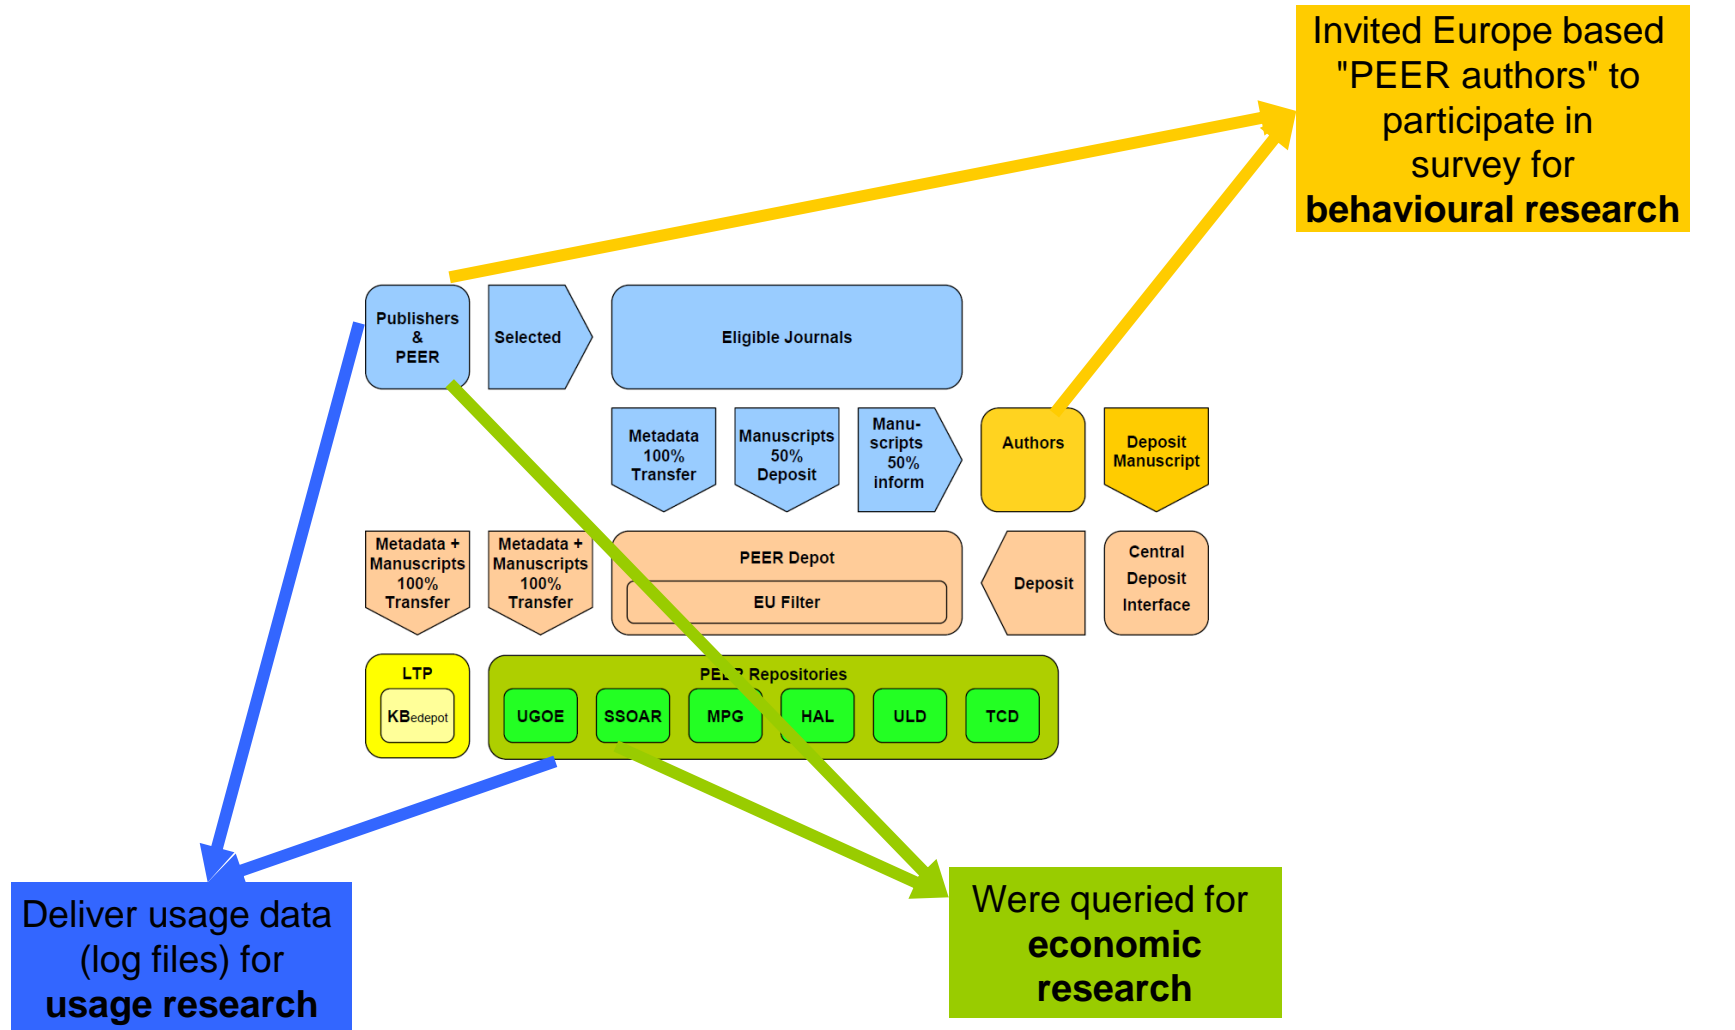 Invited Europe based
"PEER authors" to
participate in
survey for
behavioural research
Publishers
&
PEER
Selected
Eligible Journals
Metadata
100%
Transfer
Manuscripts
50%
Deposit
Manu-
scripts
50%
inform
Authors
Deposit
Manuscript
Metadata +
Manuscripts
100%
Transfer
Metadata +
Manuscripts
100%
Transfer
PEER Depot
EU Filter
Deposit
Central
Deposit
Interface
LTP
KBedepot
PEER Repositories
UGOE
SSOAR
MPG
HAL
ULD
TCD
Deliver usage data
(log files) for
usage research
Were queried for
economic
research